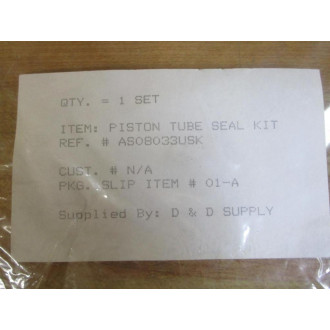 QTY. = 1 SET
ITEM: PISTON TUBE SEAL KIT
REF. # AS08033USK
CUST. # N/A
PKG. SLIP ITEM # 01-A
Supplied By: D & D SUPPLY